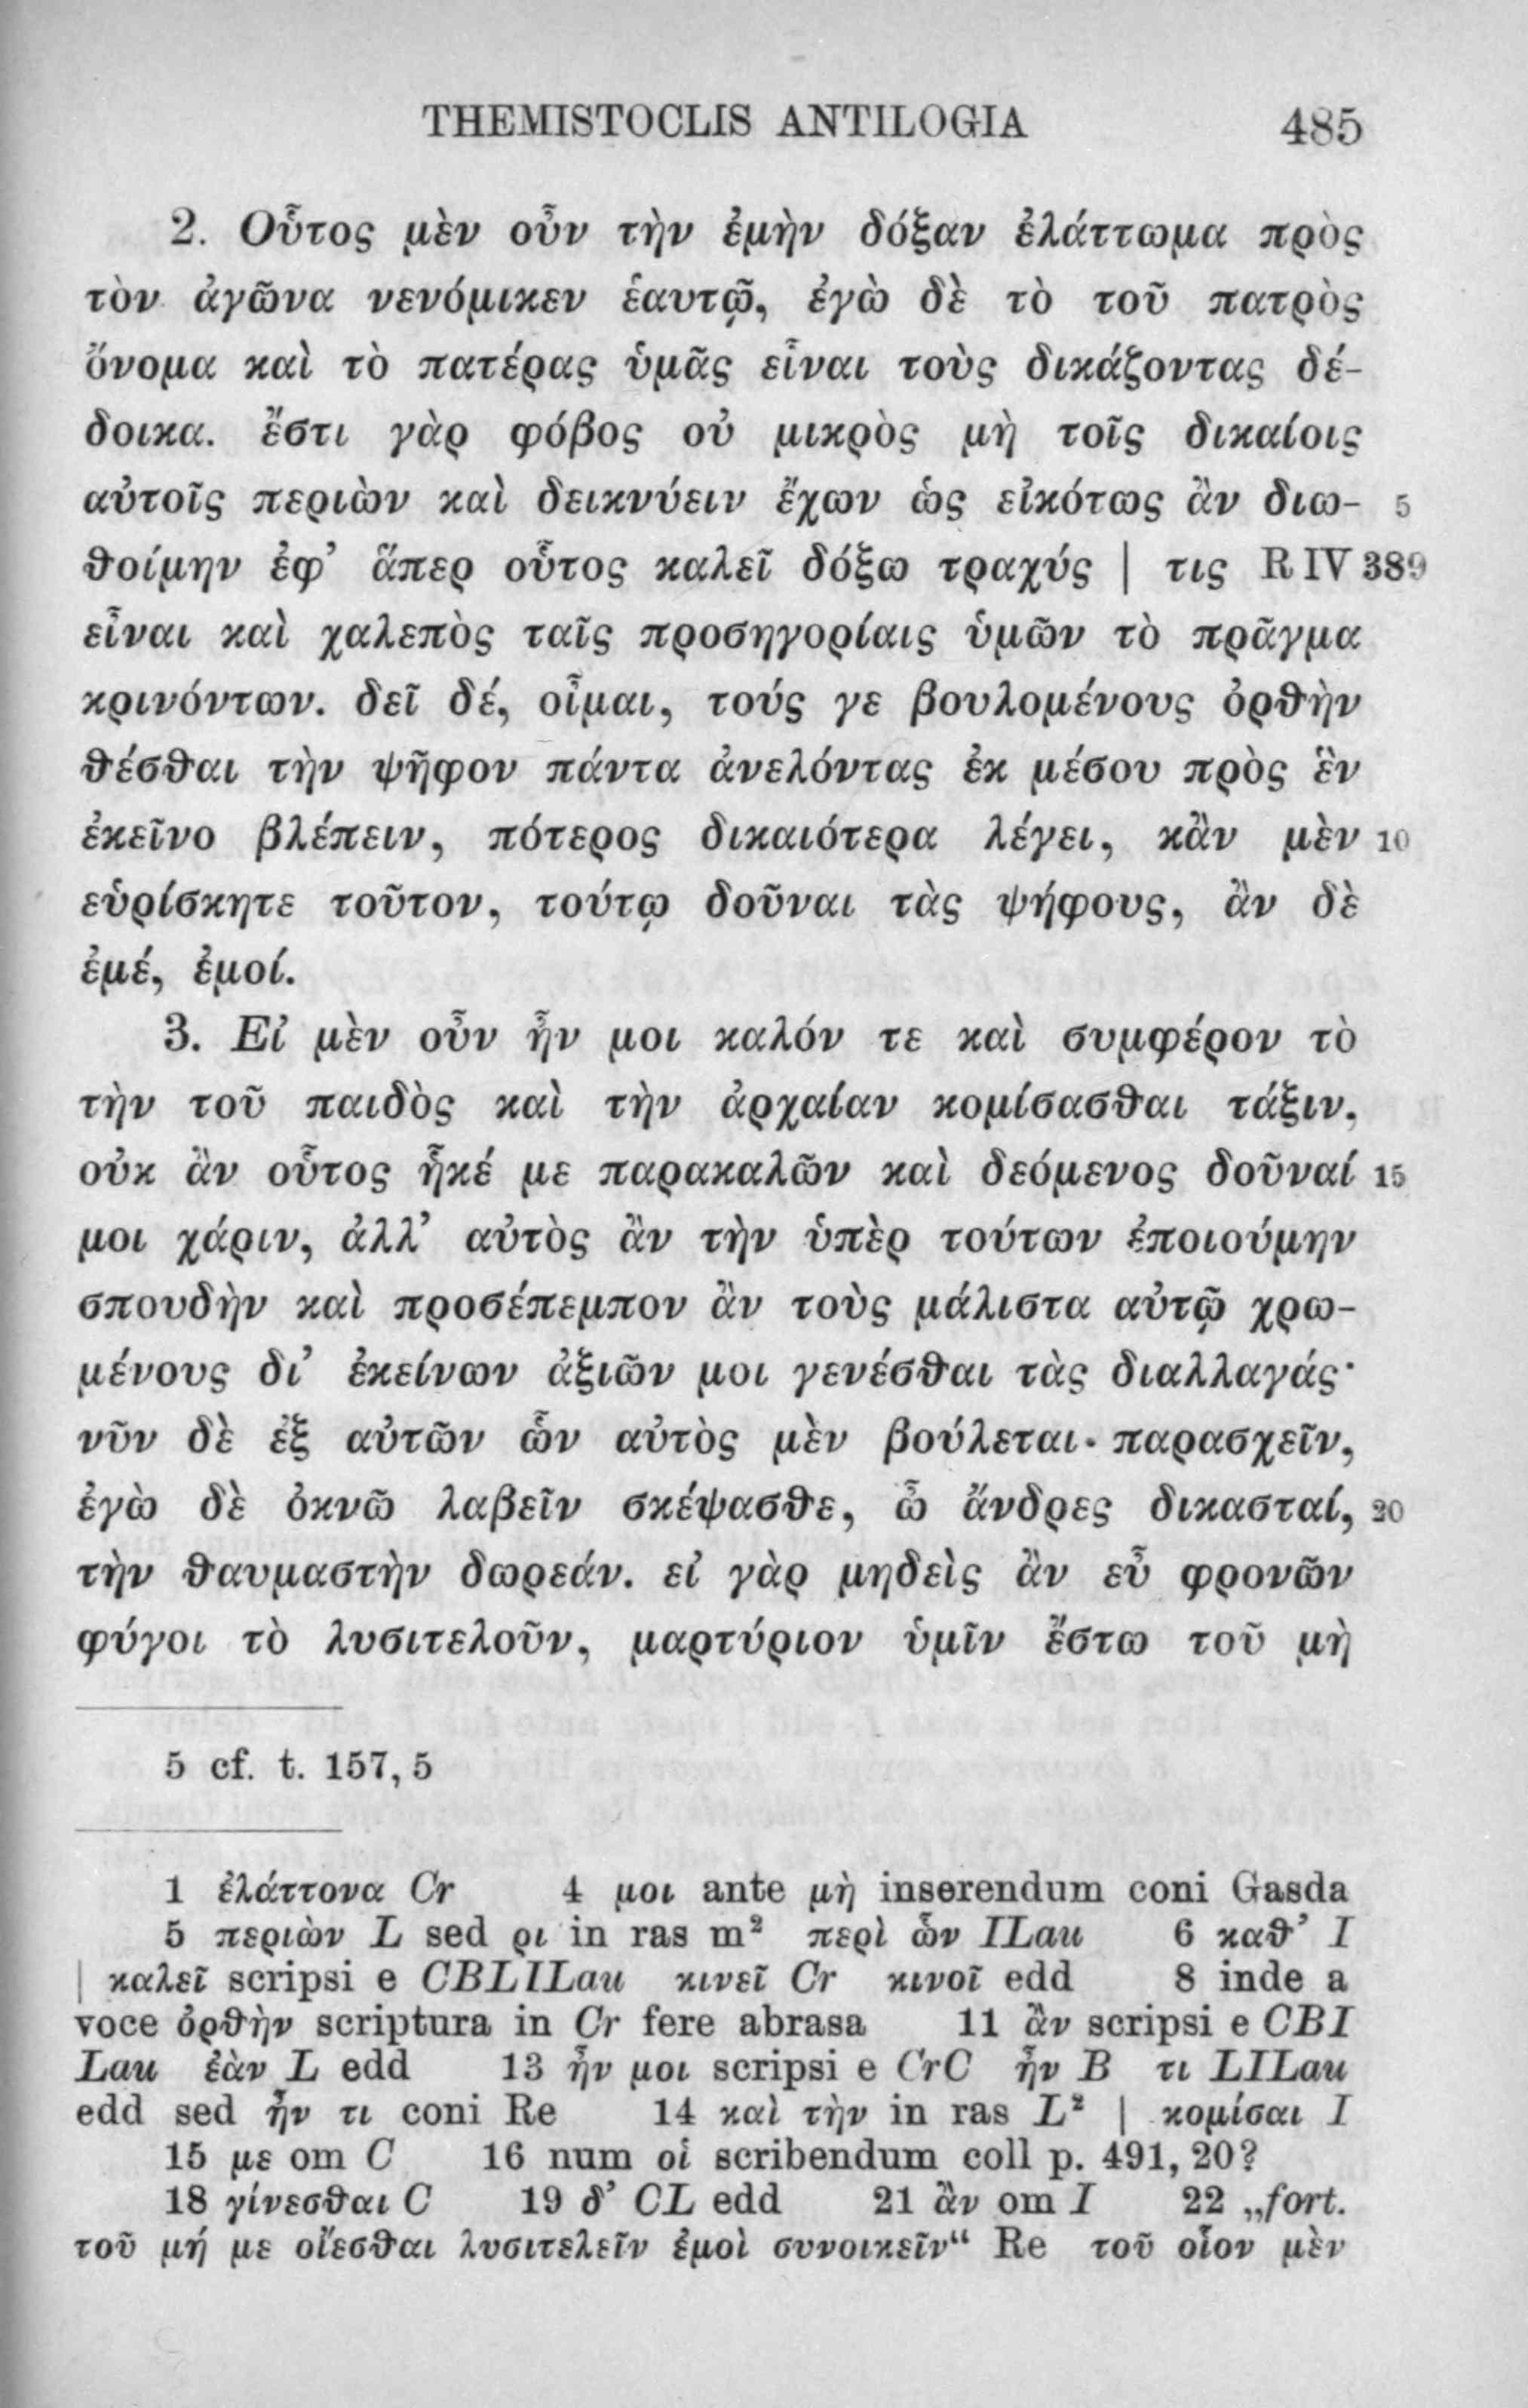 THEMISTOCLIS ANTILOGIA 485
2. Οὗτος μὲν οὖν τὴν ἐμὴν δόξαν ἐλάττωμα πρὸς
τὸν ἀγῶνα νενόμικεν ἑαυτῷ, ἐγὼ δὲ τὸ τοῦ πατρὸς
ὄνομα καὶ τὸ πατέρας ὑμᾶς εἶναι τοὺς δικάζοντας δέ-
δοικα. ἔστι γὰρ φόβος οὐ μικρὸς μὴ τοῖς δικαίοις
αὐτοῖς περιὼν καὶ δεικνύειν ἔχων ὡς εἰκότως ἂν διω- 5
θοίμην ἐφ’ ἅπερ οὗτος καλεῖ δόξω τραχύς | τις R IV 389
εἶναι καὶ χαλεπὸς ταῖς προσηγορίαις ὑμῶν τὸ πρᾶγμα
κρινόντων. δεῖ δέ, οἶμαι, τούς γε βουλομένους ὀρθὴν
θέσθαι τὴν ψῆφον πάντα ἀνελόντας ἐκ μέσου πρὸς ἓν
ἐκεῖνο βλέπειν, πότερος δικαιότερα λέγει, κἂν μὲν 10
εὑρίσκητε τοῦτον, τούτῳ δοῦναι τὰς ψήφους, ἂν δὲ
ἐμέ, ἐμοί.
3. Εἰ μὲν οὖν ἦν μοι καλόν τε καὶ συμφέρον τὸ
τὴν τοῦ παιδὸς καὶ τὴν ἀρχαίαν κομίσασθαι τάξιν,
οὐκ ἂν οὗτος ἧκέ με παρακαλῶν καὶ δεόμενος δοῦναί 15
μοι χάριν, ἀλλ’ αὐτὸς ἂν τὴν ὑπὲρ τούτων ἐποιούμην
σπουδὴν καὶ προσέπεμπον ἂν τοὺς μάλιστα αὐτῷ χρω-
μένους δι’ ἐκείνων ἀξιῶν μοι γενέσθαι τὰς διαλλαγάς·
νῦν δὲ ἐξ αὐτῶν ὧν αὐτὸς μὲν βούλεται παρασχεῖν,
ἐγὼ δὲ ὀκνῶ λαβεῖν σκέψασθε, ὦ ἄνδρες δικασταί, 20
τὴν θαυμαστὴν δωρεάν. εἰ γὰρ μηδεὶς ἂν εὖ φρονῶν
φύγοι τὸ λυσιτελοῦν, μαρτύριον ὑμῖν ἔστω τοῦ μὴ
5 cf. t. 157, 5
1 ἐλάττονα Cr 4 μοι ante μὴ inserendum coni Gasda
5 περιὼν L sed ρι in ras m² περὶ ὧν ILau 6 καθ’ I
| καλεῖ scripsi e CBLILau κινεῖ Cr κινοῖ edd 8 inde a
voce ὀρθὴν scriptura in Cr fere abrasa 11 ἂν scripsi e CBI
Lau ἐὰν L edd 13 ἦν μοι scripsi e CrC ἦν B τι LILau
edd sed ἦν τι coni Re 14 καὶ τὴν in ras L² | κομίσαι I
15 με om C 16 num οἱ scribendum coll p. 491, 20?
18 γίνεσθαι C 19 δ’ CL edd 21 ἂν om I 22 „fort.
τοῦ μή με οἴεσθαι λυσιτελεῖν ἐμοὶ συνοικεῖν“ Re τοῦ οἷον μὲν